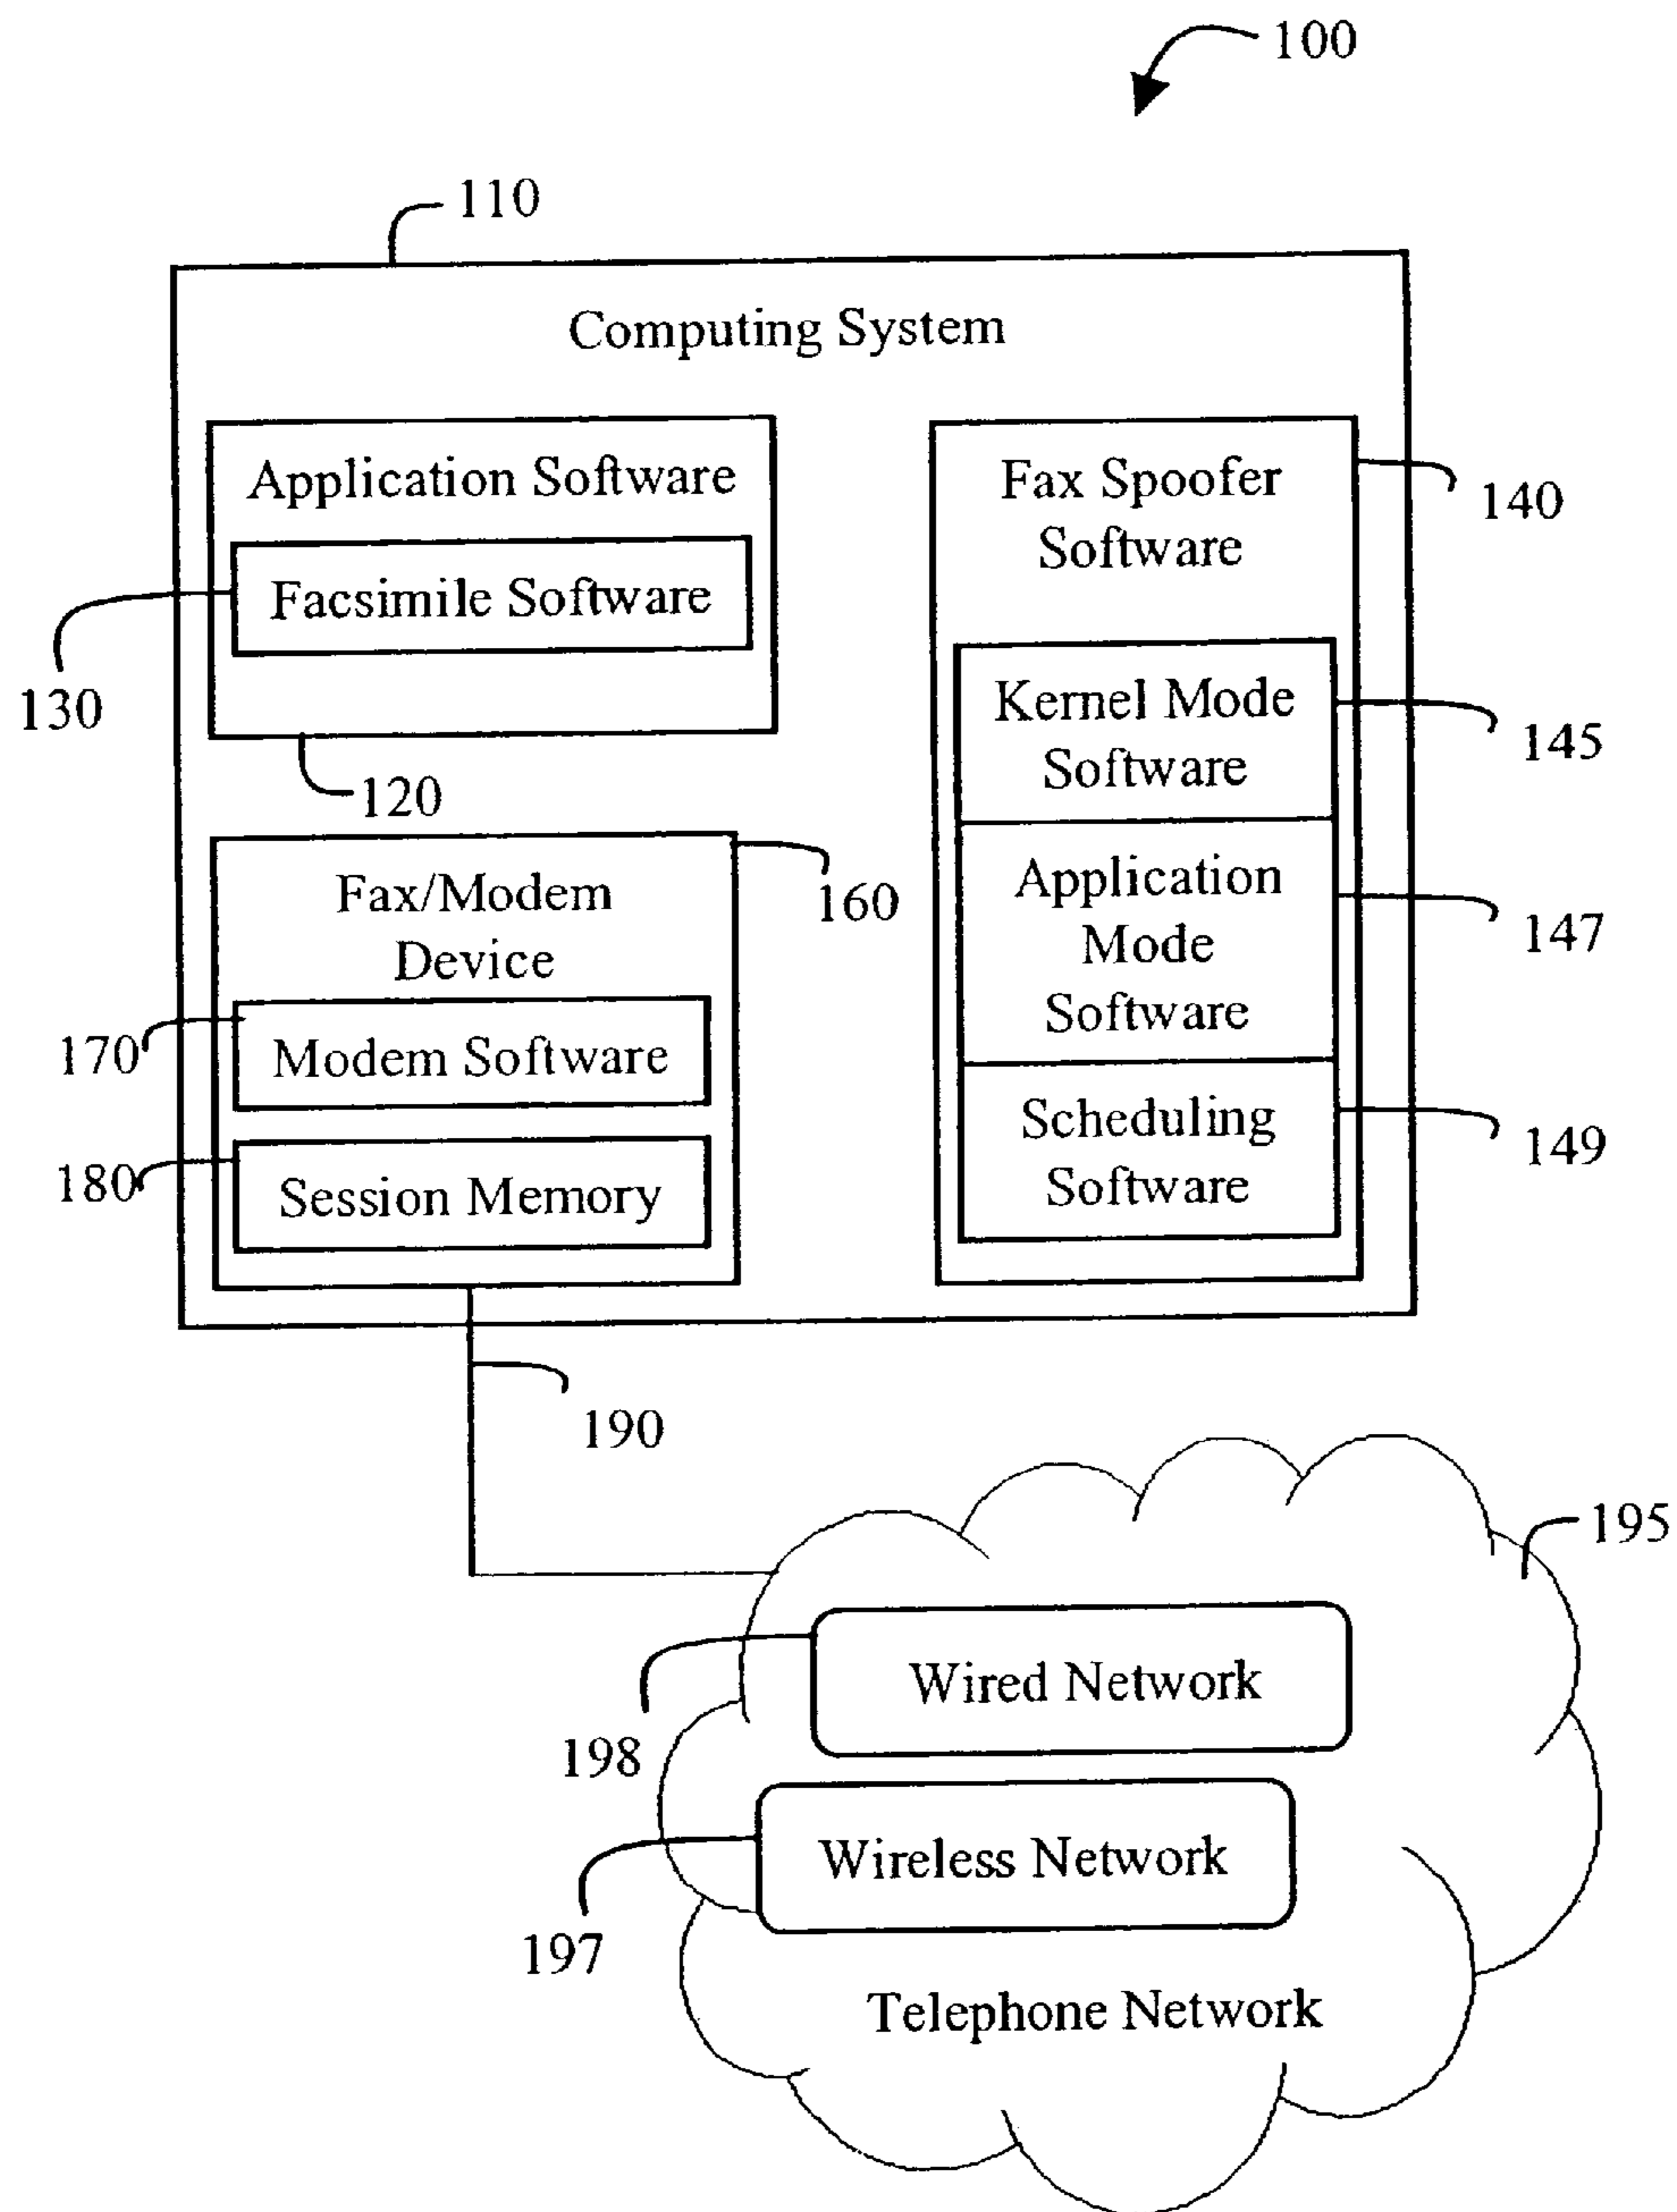 100
110
Computing System
Application Software
Facsimile Software
130
120
Fax Spoofer
Software
140
Kernel Mode
Software
145
Application
Mode
Software
147
Scheduling
Software
149
Fax/Modem
Device
160
170
Modem Software
180
Session Memory
190
195
Wired Network
198
Wireless Network
197
Telephone Network